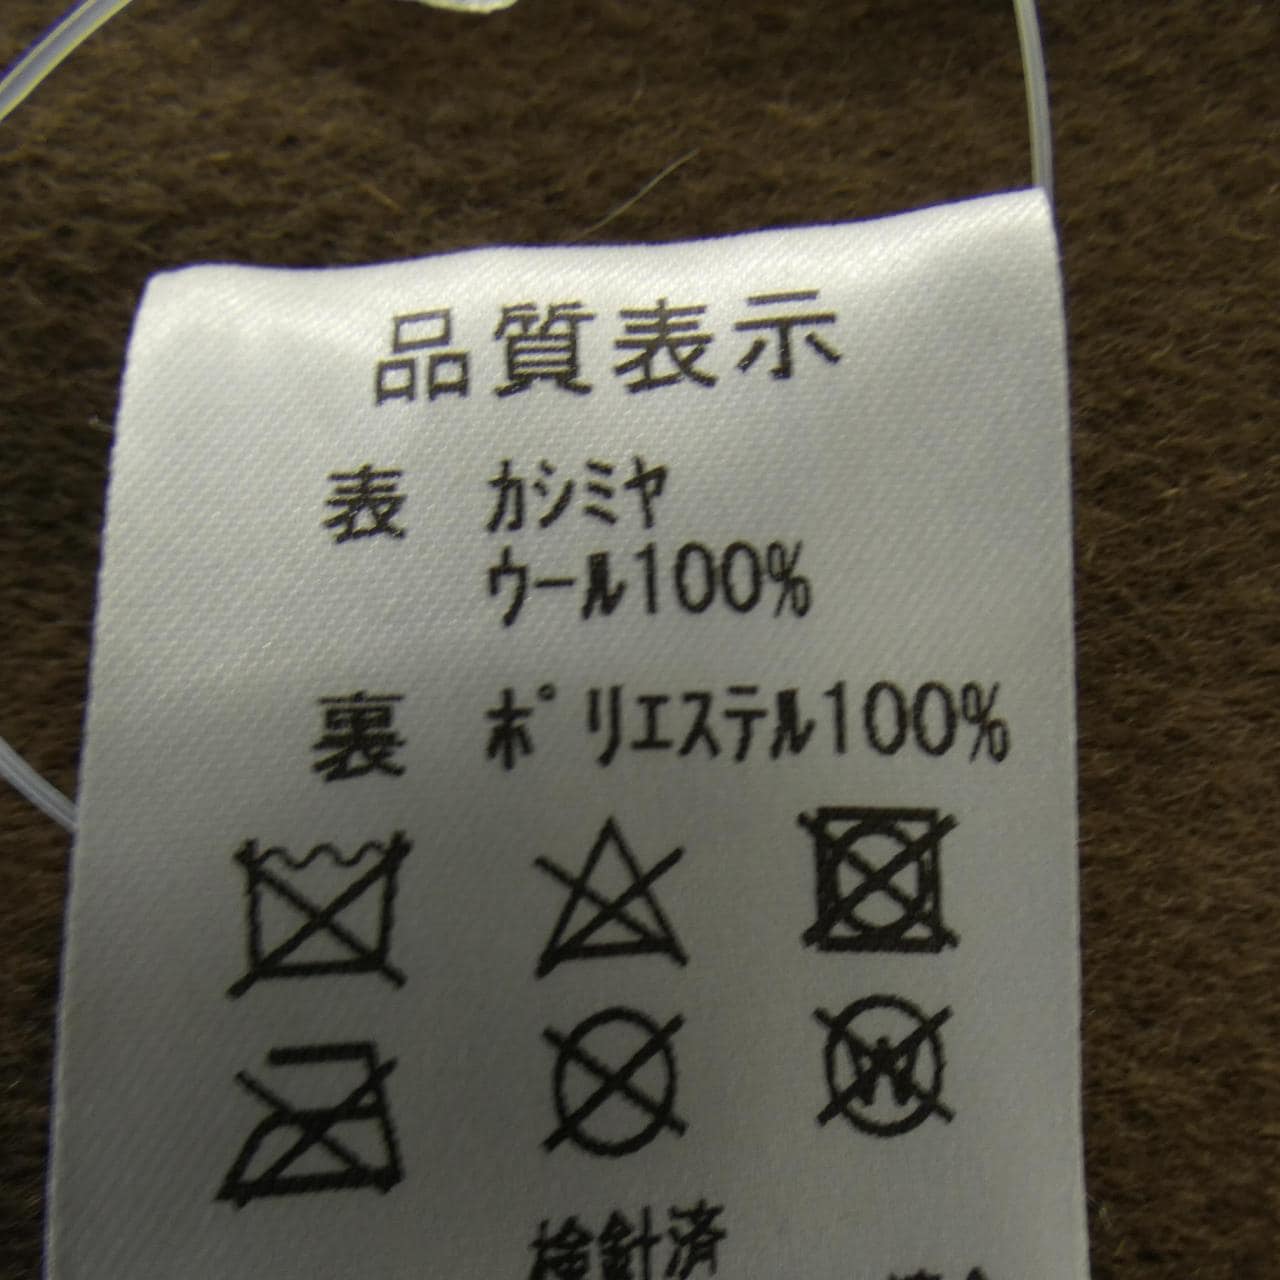 品質表示
表 カシミヤ
ウール100%
裏 ポリエステル100%
W
検針済